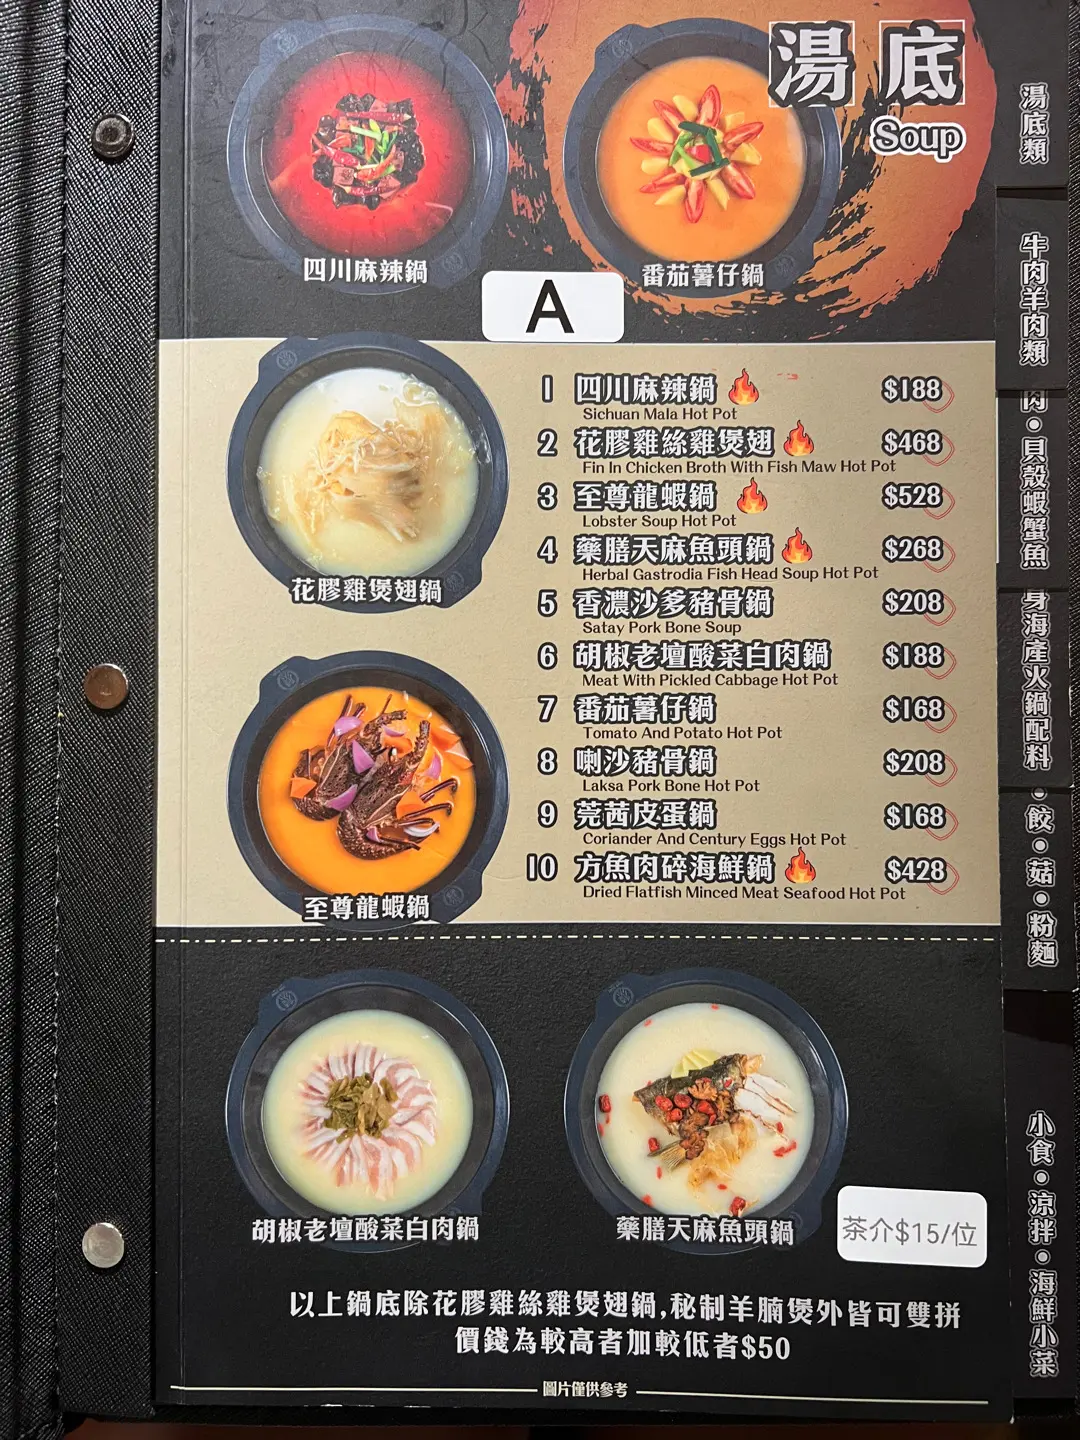 湯底
Soup
四川麻辣鍋
番茄薯仔鍋
A
花膠雞煲翅鍋
至尊龍蝦鍋
1 四川麻辣鍋 $188
Sichuan Mala Hot Pot
2 花膠雞絲雞煲翅 $468
Fin In Chicken Broth With Fish Maw Hot Pot
3 至尊龍蝦鍋 $528
Lobster Soup Hot Pot
4 藥膳天麻魚頭鍋 $268
Herbal Gastrodia Fish Head Soup Hot Pot
5 香濃沙爹豬骨鍋 $208
Satay Pork Bone Soup
6 胡椒老壇酸菜白肉鍋 $188
Meat With Pickled Cabbage Hot Pot
7 番茄薯仔鍋 $168
Tomato And Potato Hot Pot
8 喇沙豬骨鍋 $208
Laksa Pork Bone Hot Pot
9 莞茜皮蛋鍋 $168
Coriander And Century Eggs Hot Pot
10 方魚肉碎海鮮鍋 $428
Dried Flatfish Minced Meat Seafood Hot Pot
胡椒老壇酸菜白肉鍋
藥膳天麻魚頭鍋
茶介$15/位
以上鍋底除花膠雞絲雞煲翅鍋,秘制羊腩煲外皆可雙拼
價錢為較高者加較低者$50
圖片僅供參考
湯底類
牛肉羊肉類
肉•貝殼蝦蟹魚
身海產火鍋配料
•餃•菇•粉麵
小食•涼拌•海鮮小菜